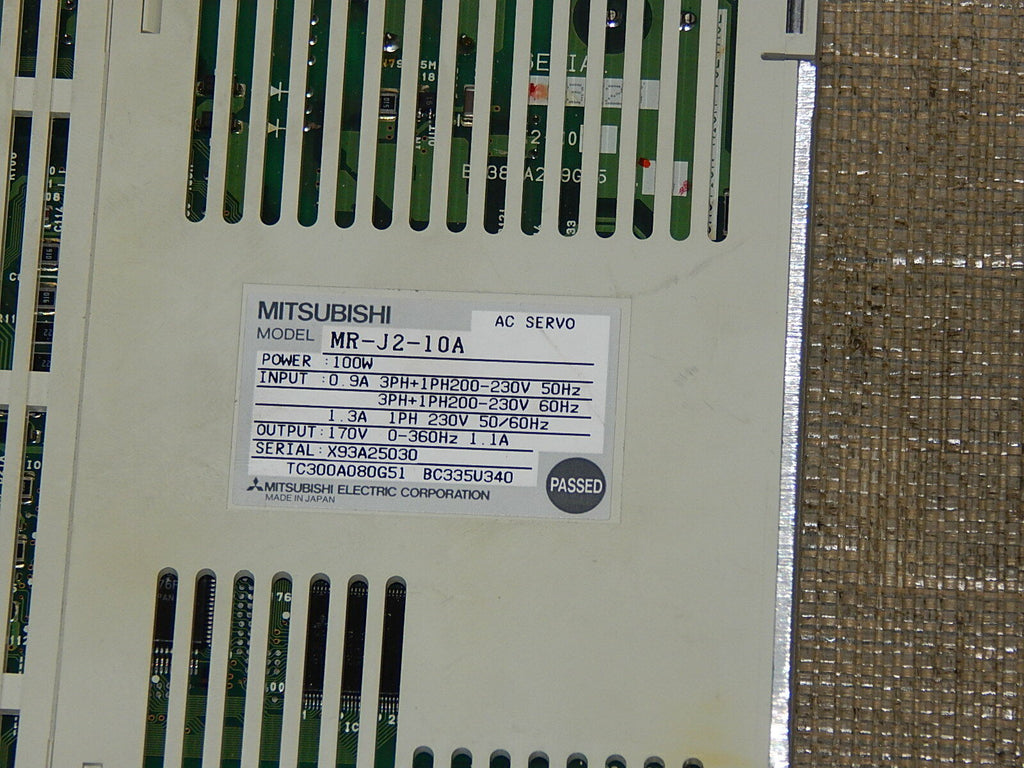 MITSUBISHI
AC SERVO
MODEL MR-J2-10A
POWER :100W
INPUT :0.9A 3PH+1PH200-230V 50Hz
3PH+1PH200-230V 60Hz
1.3A 1PH 230V 50/60Hz
OUTPUT:170V 0-360Hz 1.1A
SERIAL:X93A25030
TC300A080G51 BC335U340
MITSUBISHI ELECTRIC CORPORATION
MADE IN JAPAN
PASSED
76